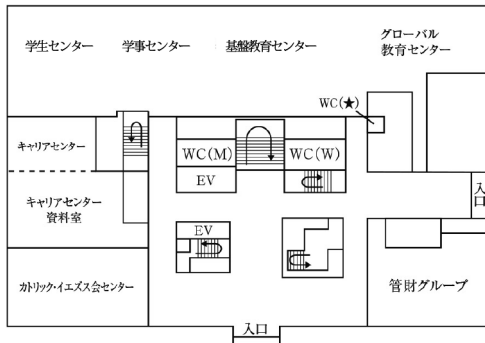 学生センター
学事センター
基盤教育センター
グローバル
教育センター
WC(★)
キャリアセンター
WC(M)
WC(W)
EV
キャリアセンター
資料室
入口
EV
カトリック・イエズス会センター
管財グループ
入口